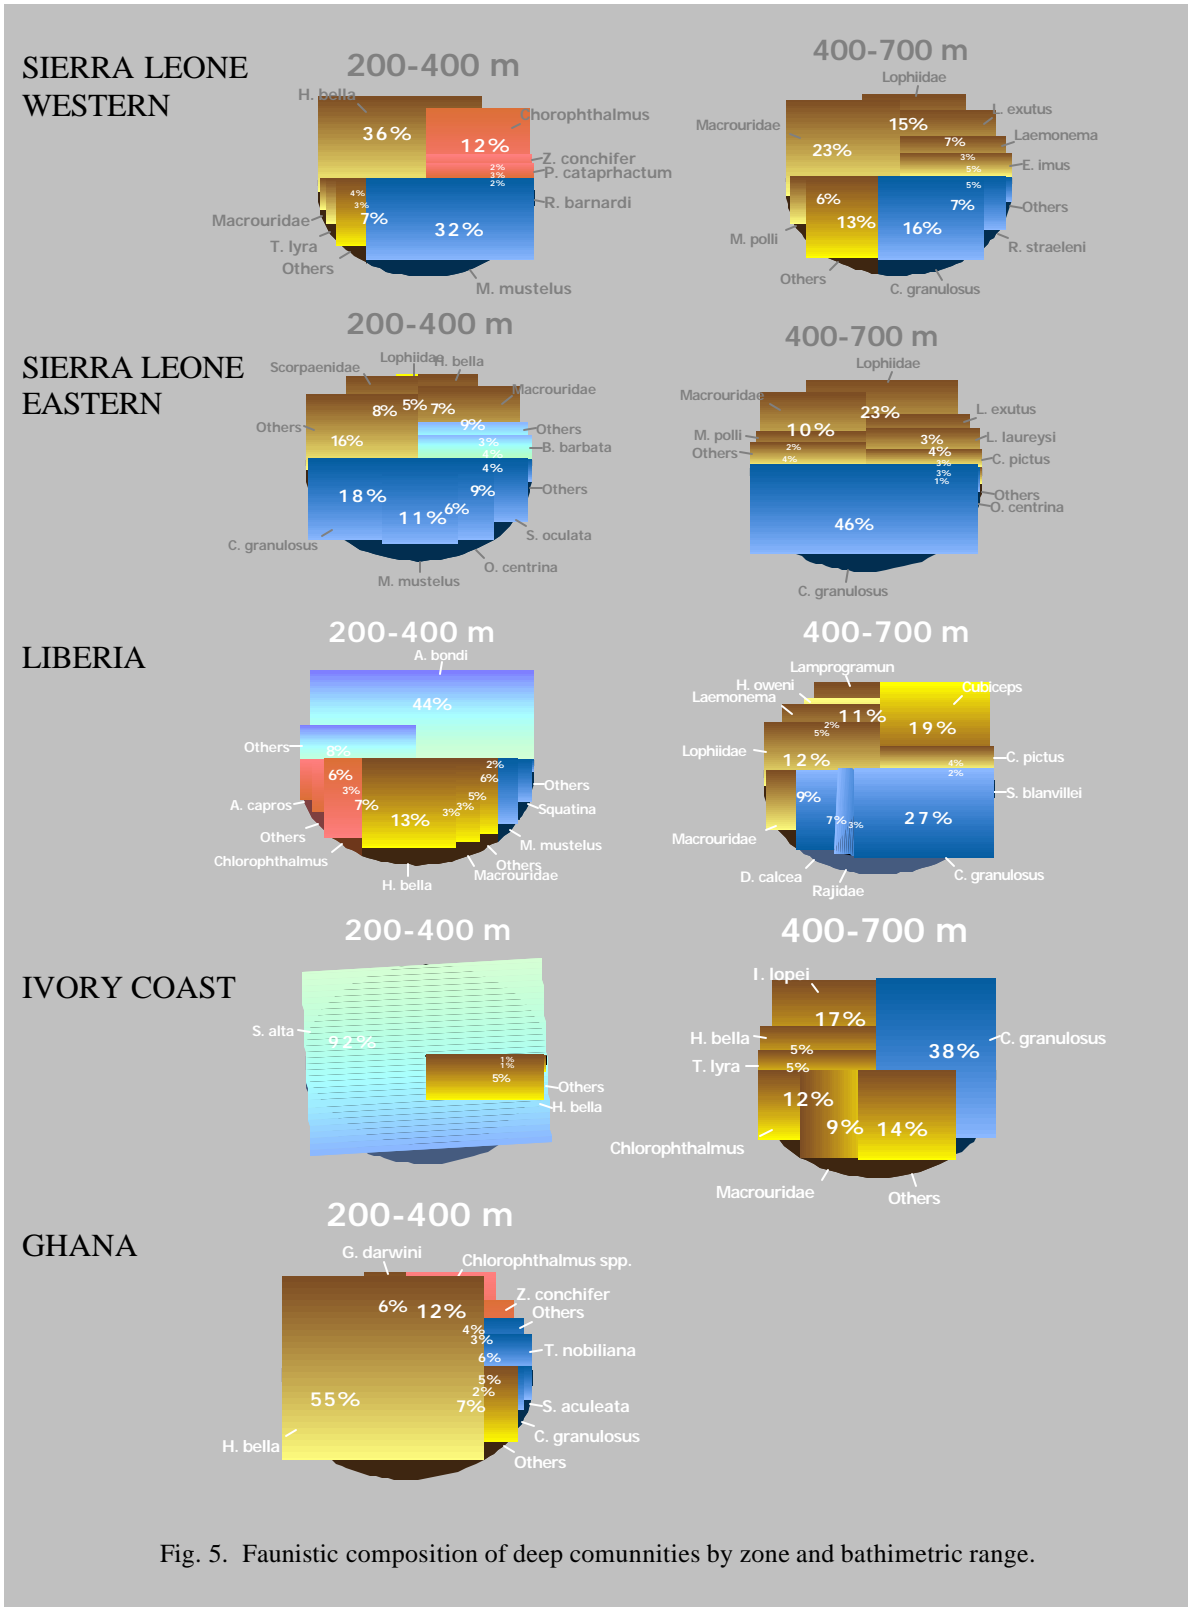 SIERRA LEONE
WESTERN
200-400 m
H. bella
Chorophthalmus
36%
12%
Z. conchifer
2%
3%
P. cataprhactum
2%
4%
3%
R. barnardi
Macrouridae
7%
32%
T. lyra
Others
M. mustelus
400-700 m
Lophiidae
L. exutus
Macrouridae
15%
Laemonema
7%
23%
3%
E. imus
5%
5%
6%
7%
Others
13%
16%
M. polli
R. straeleni
Others
C. granulosus
SIERRA LEONE
EASTERN
200-400 m
Lophiidae
H. bella
Scorpaenidae
Macrouridae
8%
5%
7%
Others
9%
Others
16%
3%
B. barbata
4%
4%
18%
9%
Others
6%
11%
S. oculata
C. granulosus
O. centrina
M. mustelus
400-700 m
Lophiidae
Macrouridae
23%
L. exutus
10%
M. polli
3%
L. laureysi
2%
Others
4%
4%
3%
C. pictus
3%
1%
Others
O. centrina
46%
C. granulosus
LIBERIA
200-400 m
A. bondi
44%
Others
8%
2%
6%
6%
3%
Others
5%
A. capros
7%
3%
3%
Squatina
13%
Others
M. mustelus
Chlorophthalmus
Others
Macrouridae
H. bella
400-700 m
Lamprogramun
H. oweni
Cubiceps
Laemonema
11%
2%
5%
19%
Lophiidae
12%
C. pictus
4%
2%
9%
S. blanvillei
7%
3%
27%
Macrouridae
D. calcea
C. granulosus
Rajidae
IVORY COAST
200-400 m
S. alta
92%
1%
1%
5%
Others
H. bella
400-700 m
I. lopei
17%
H. bella
5%
38%
C. granulosus
T. lyra
5%
12%
9%
14%
Chlorophthalmus
Macrouridae
Others
GHANA
200-400 m
G. darwini
Chlorophthalmus spp.
6%
12%
Z. conchifer
Others
4%
3%
T. nobiliana
6%
5%
2%
55%
7%
S. aculeata
H. bella
C. granulosus
Others
Fig. 5. Faunistic composition of deep comunnities by zone and bathimetric range.